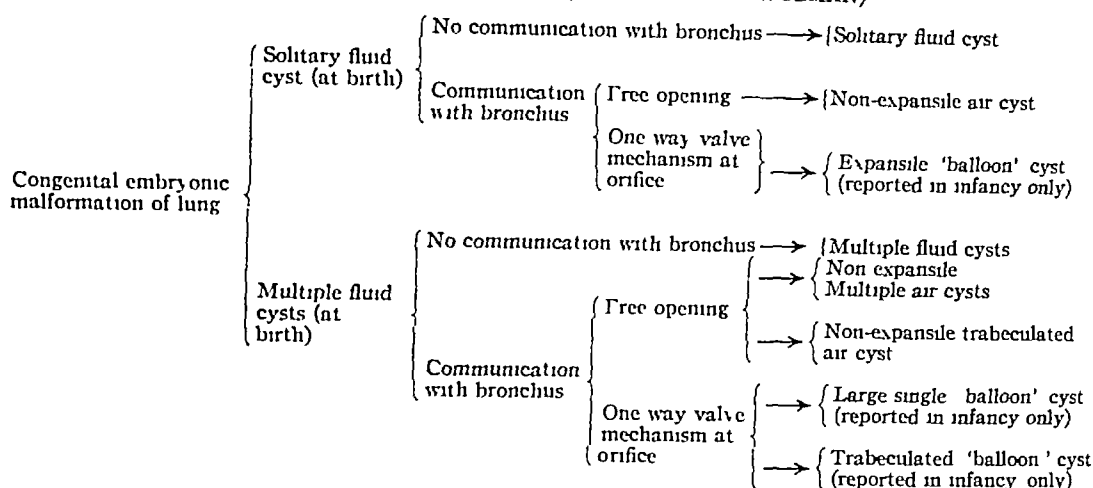 No communication with bronchus → Solitary fluid cyst
Solitary fluid
cyst (at birth)
Communication
with bronchus
Free opening → Non-expansile air cyst
One way valve
mechanism at
orifice
Expansile 'balloon' cyst
(reported in infancy only)
Congenital embryonic
malformation of lung
No communication with bronchus → Multiple fluid cysts
Non expansile
Multiple air cysts
Multiple fluid
cysts (at
birth)
Free opening
Non-expansile trabeculated
air cyst
Communication
with bronchus
Large single balloon' cyst
(reported in infancy only)
One way valve
mechanism at
orifice
Trabeculated 'balloon' cyst
(reported in infancy only)